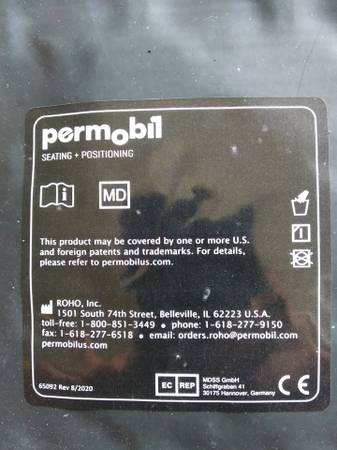 permobil
SEATING + POSITIONING
MD
This product may be covered by one or more U.S.
and foreign patents and trademarks. For details,
please refer to permobilus.com.
ROHO, Inc.
1501 South 74th Street, Belleville, IL 62223 U.S.A.
toll-free: 1-800-851-3449 • phone: 1-618-277-9150
fax: 1-618-277-6518 • email: orders.roho@permobil.com
permobilus.com
65092 Rev 8/2020
EC REP
MOSS GmbH
Schiffgraben 41
30175 Hannover, Germany
CE